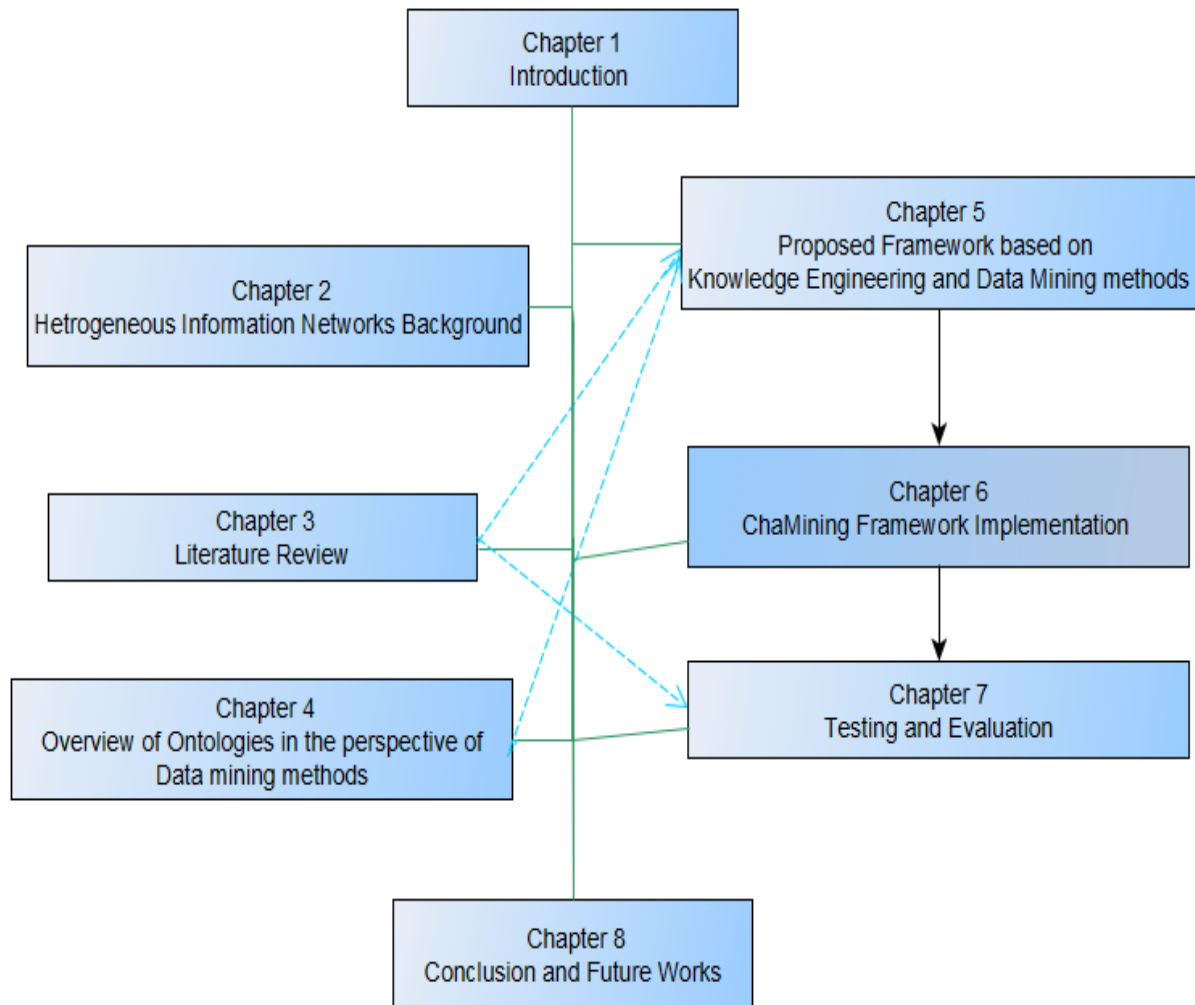 Chapter 1
Introduction
Chapter 2
Hetrogeneous Information Networks Background
Chapter 3
Literature Review
Chapter 4
Overview of Ontologies in the perspective of
Data mining methods
Chapter 5
Proposed Framework based on
Knowledge Engineering and Data Mining methods
Chapter 6
ChaMining Framework Implementation
Chapter 7
Testing and Evaluation
Chapter 8
Conclusion and Future Works